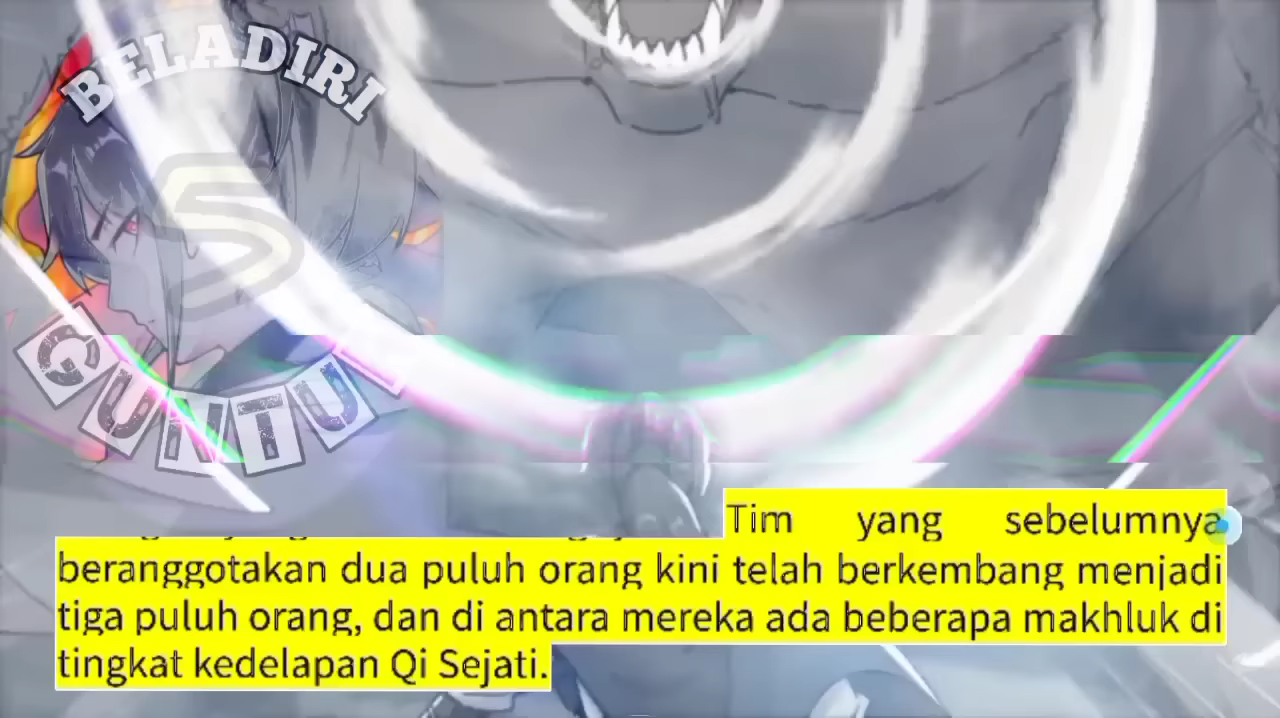 BELADIRI
S
GUNTUR
Tim yang sebelumnya
beranggotakan dua puluh orang kini telah berkembang menjadi
tiga puluh orang, dan di antara mereka ada beberapa makhluk di
tingkat kedelapan Qi Sejati.